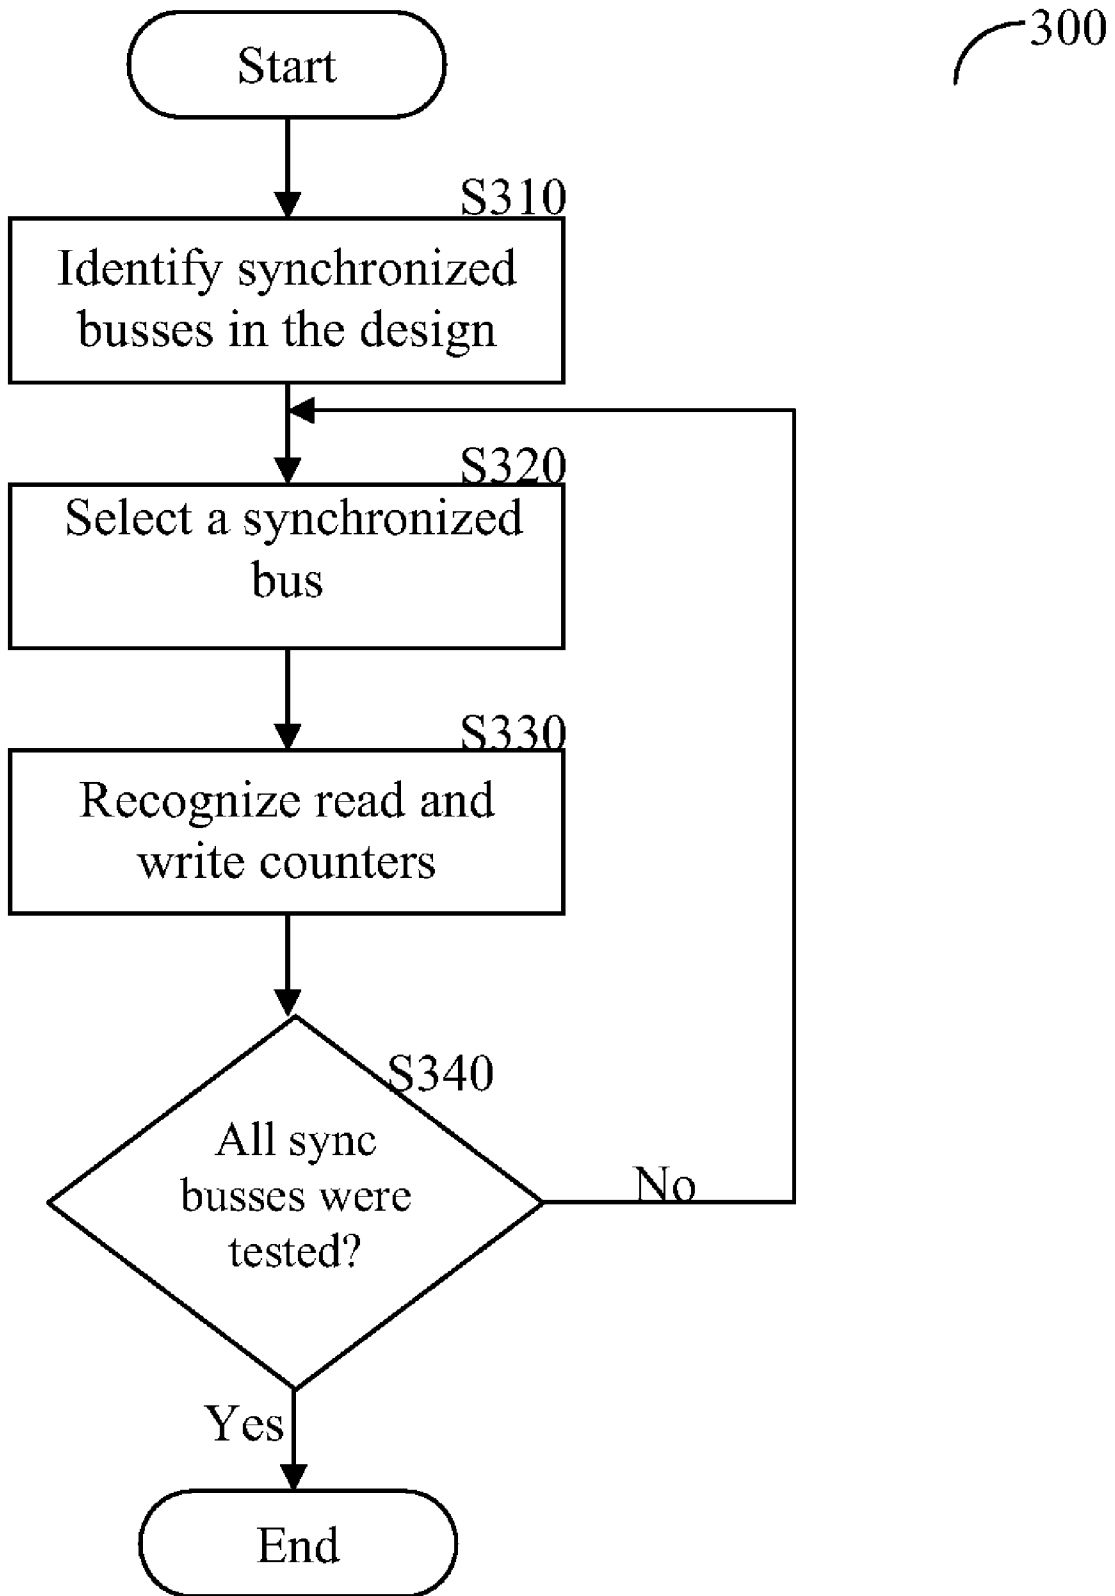 300
Start
S310
Identify synchronized
busses in the design
S320
Select a synchronized
bus
S330
Recognize read and
write counters
S340
All sync
busses were
tested?
No
Yes
End